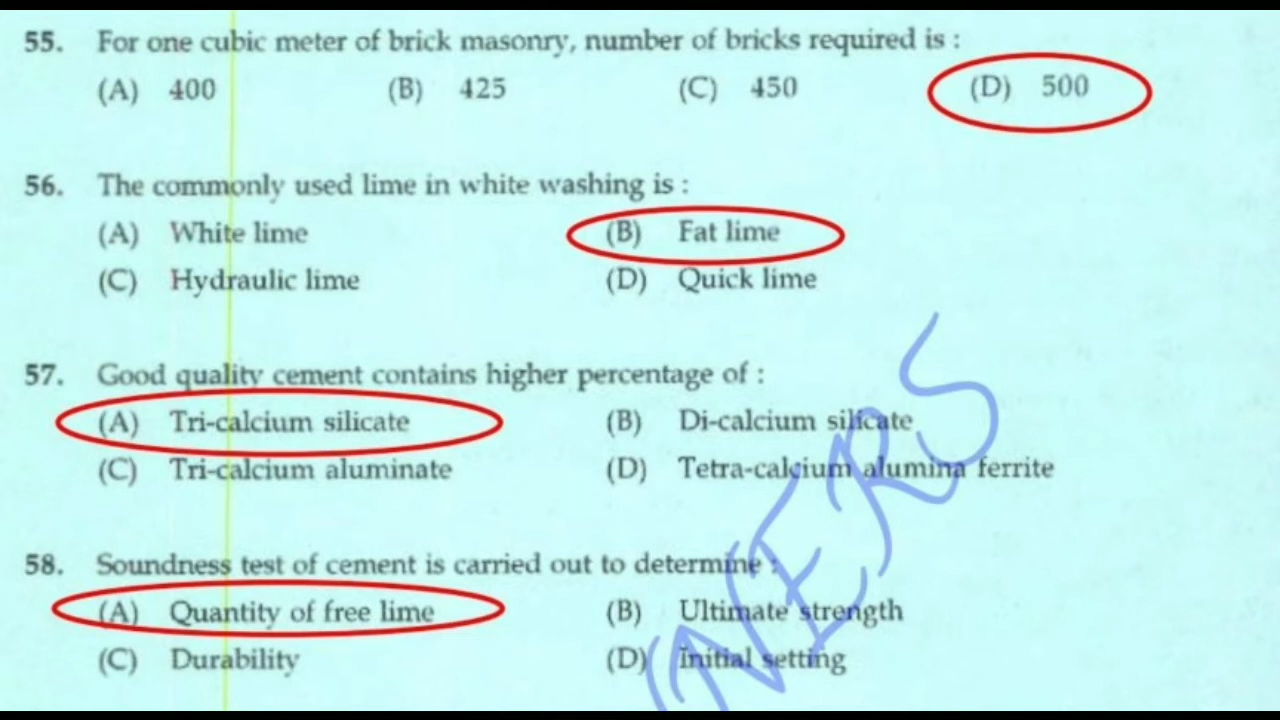 55. For one cubic meter of brick masonry, number of bricks required is :
(A) 400 (B) 425 (C) 450 (D) 500
56. The commonly used lime in white washing is :
(A) White lime (B) Fat lime
(C) Hydraulic lime (D) Quick lime
57. Good quality cement contains higher percentage of :
(A) Tri-calcium silicate (B) Di-calcium silicate
(C) Tri-calcium aluminate (D) Tetra-calcium alumina ferrite
58. Soundness test of cement is carried out to determine :
(A) Quantity of free lime (B) Ultimate strength
(C) Durability (D) Initial setting
NERS